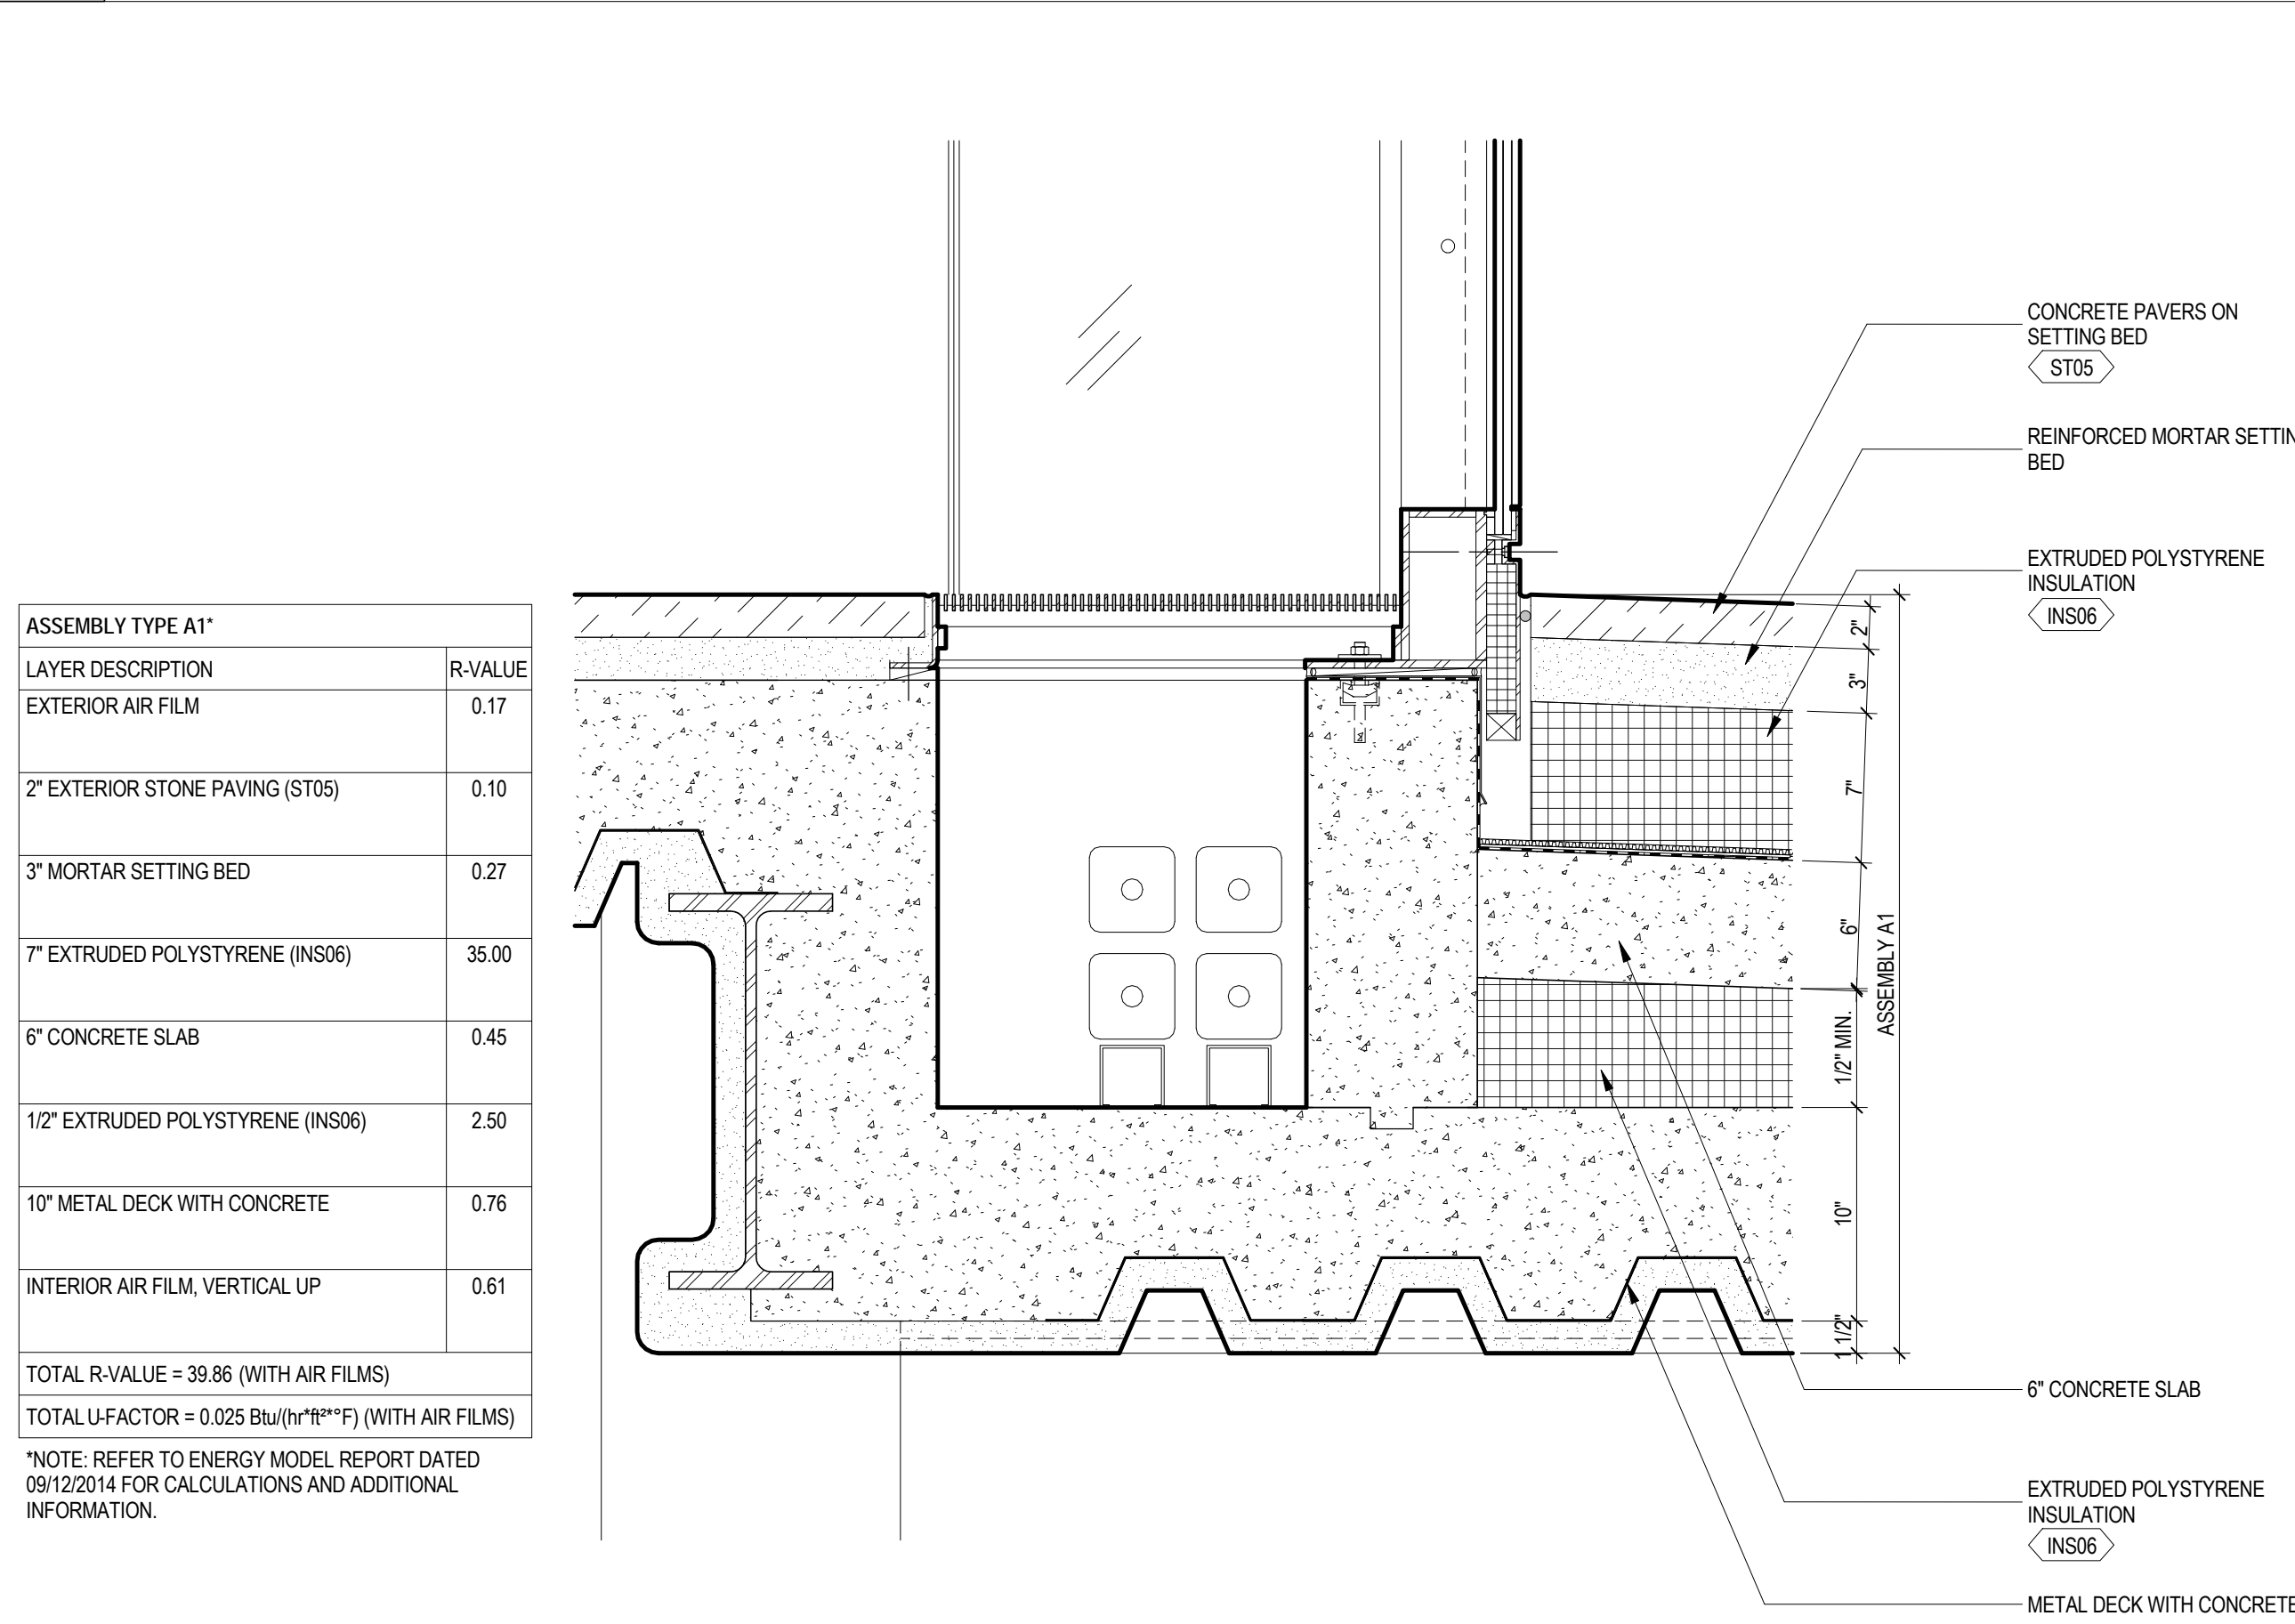 ASSEMBLY TYPE A1*
LAYER DESCRIPTION R-VALUE
EXTERIOR AIR FILM 0.17
2" EXTERIOR STONE PAVING (ST05) 0.10
3" MORTAR SETTING BED 0.27
7" EXTRUDED POLYSTYRENE (INS06) 35.00
6" CONCRETE SLAB 0.45
1/2" EXTRUDED POLYSTYRENE (INS06) 2.50
10" METAL DECK WITH CONCRETE 0.76
INTERIOR AIR FILM, VERTICAL UP 0.61
TOTAL R-VALUE = 39.86 (WITH AIR FILMS)
TOTAL U-FACTOR = 0.025 Btu/(hr*ft²*°F) (WITH AIR FILMS)
*NOTE: REFER TO ENERGY MODEL REPORT DATED
09/12/2014 FOR CALCULATIONS AND ADDITIONAL
INFORMATION.
2"
3"
7"
6"
1/2" MIN.
10"
1 1/2"
ASSEMBLY A1
CONCRETE PAVERS ON
SETTING BED
ST05
REINFORCED MORTAR SETTIN
BED
EXTRUDED POLYSTYRENE
INSULATION
INS06
6" CONCRETE SLAB
EXTRUDED POLYSTYRENE
INSULATION
INS06
METAL DECK WITH CONCRETE